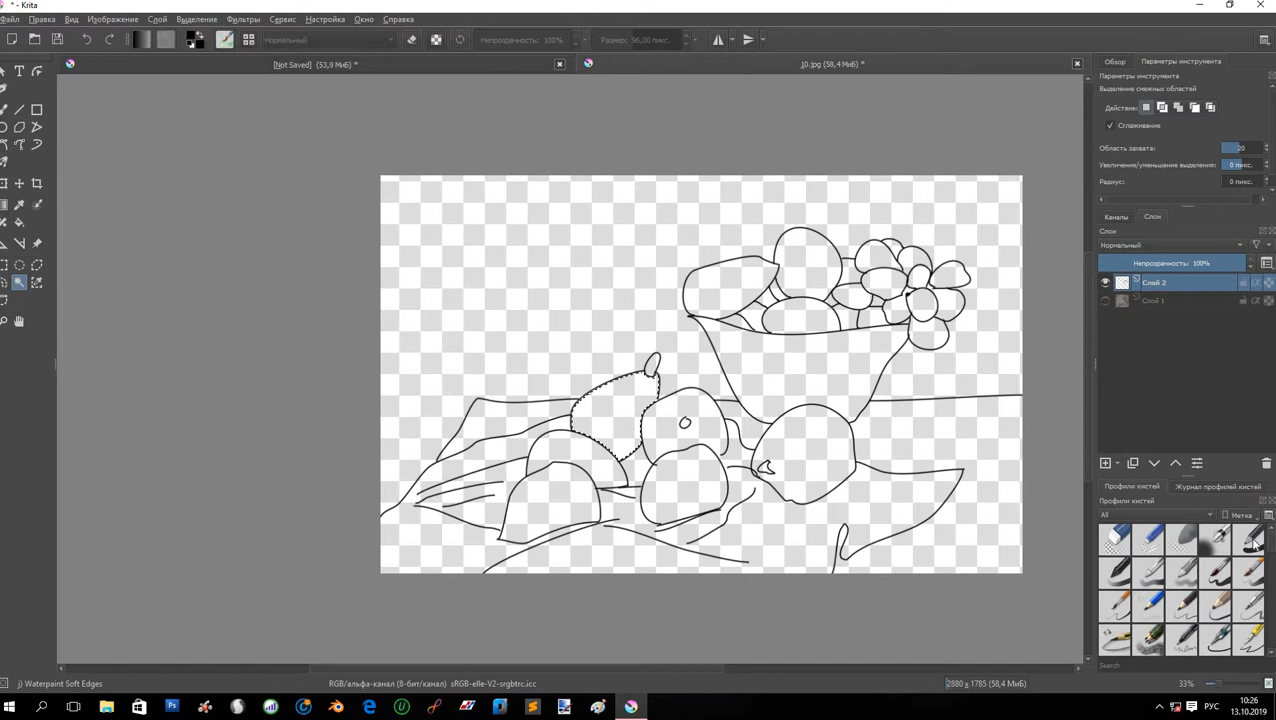 * - Krita
Файл Правка Вид Изображение Слой Выделение Фильтры Сервис Настройка Окно Справка
Нормальный Непрозрачность: 100% Размер: 96,00 пикс.
[Not Saved] (53,9 МиБ) * 10.jpg (58,4 МиБ) *
Обзор Параметры инструмента
Параметры инструмента
Выделение смежных областей
Действие:
Сглаживание
Область захвата: 20
Увеличение/уменьшение выделения: 0 пикс.
Радиус: 0 пикс.
Каналы Слои
Слои
Нормальный
Непрозрачность: 100%
Слой 2
Слой 1
Профили кистей Журнал профилей кистей
Профили кистей
All Метка
Search
j) Waterpaint Soft Edges RGB/альфа-канал (8-бит/канал) sRGB-elle-V2-srgbtrc.icc 2880 x 1785 (58,4 МиБ) 33%
РУС 10:26
13.10.2019